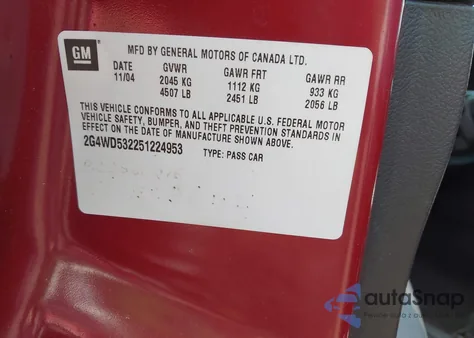 GM
MFD BY GENERAL MOTORS OF CANADA LTD.
DATE GVWR GAWR FRT GAWR RR
11/04 2045 KG 1112 KG 933 KG
4507 LB 2451 LB 2056 LB
THIS VEHICLE CONFORMS TO ALL APPLICABLE U.S. FEDERAL MOTOR
VEHICLE SAFETY, BUMPER, AND THEFT PREVENTION STANDARDS IN
EFFECT ON THE DATE OF MANUFACTURE SHOWN ABOVE.
2G4WD532251224953 TYPE: PASS CAR
autoSnap